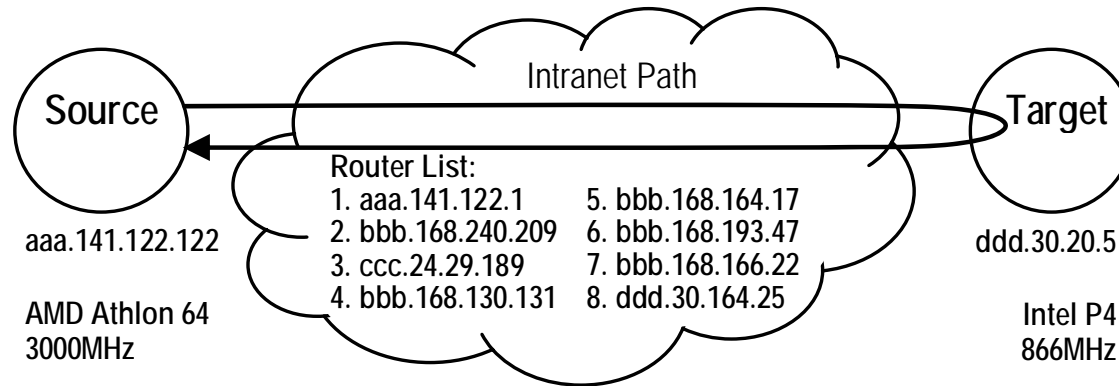 Intranet Path
Source
Target
Router List:
1. aaa.141.122.1
2. bbb.168.240.209
3. ccc.24.29.189
4. bbb.168.130.131
5. bbb.168.164.17
6. bbb.168.193.47
7. bbb.168.166.22
8. ddd.30.164.25
aaa.141.122.122
AMD Athlon 64
3000MHz
ddd.30.20.5
Intel P4
866MHz